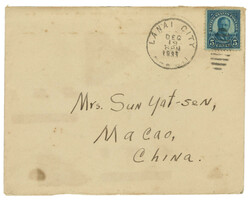 LANAI CITY
DEC
Mrs. Sun Yat-sen,
Macao,
China.